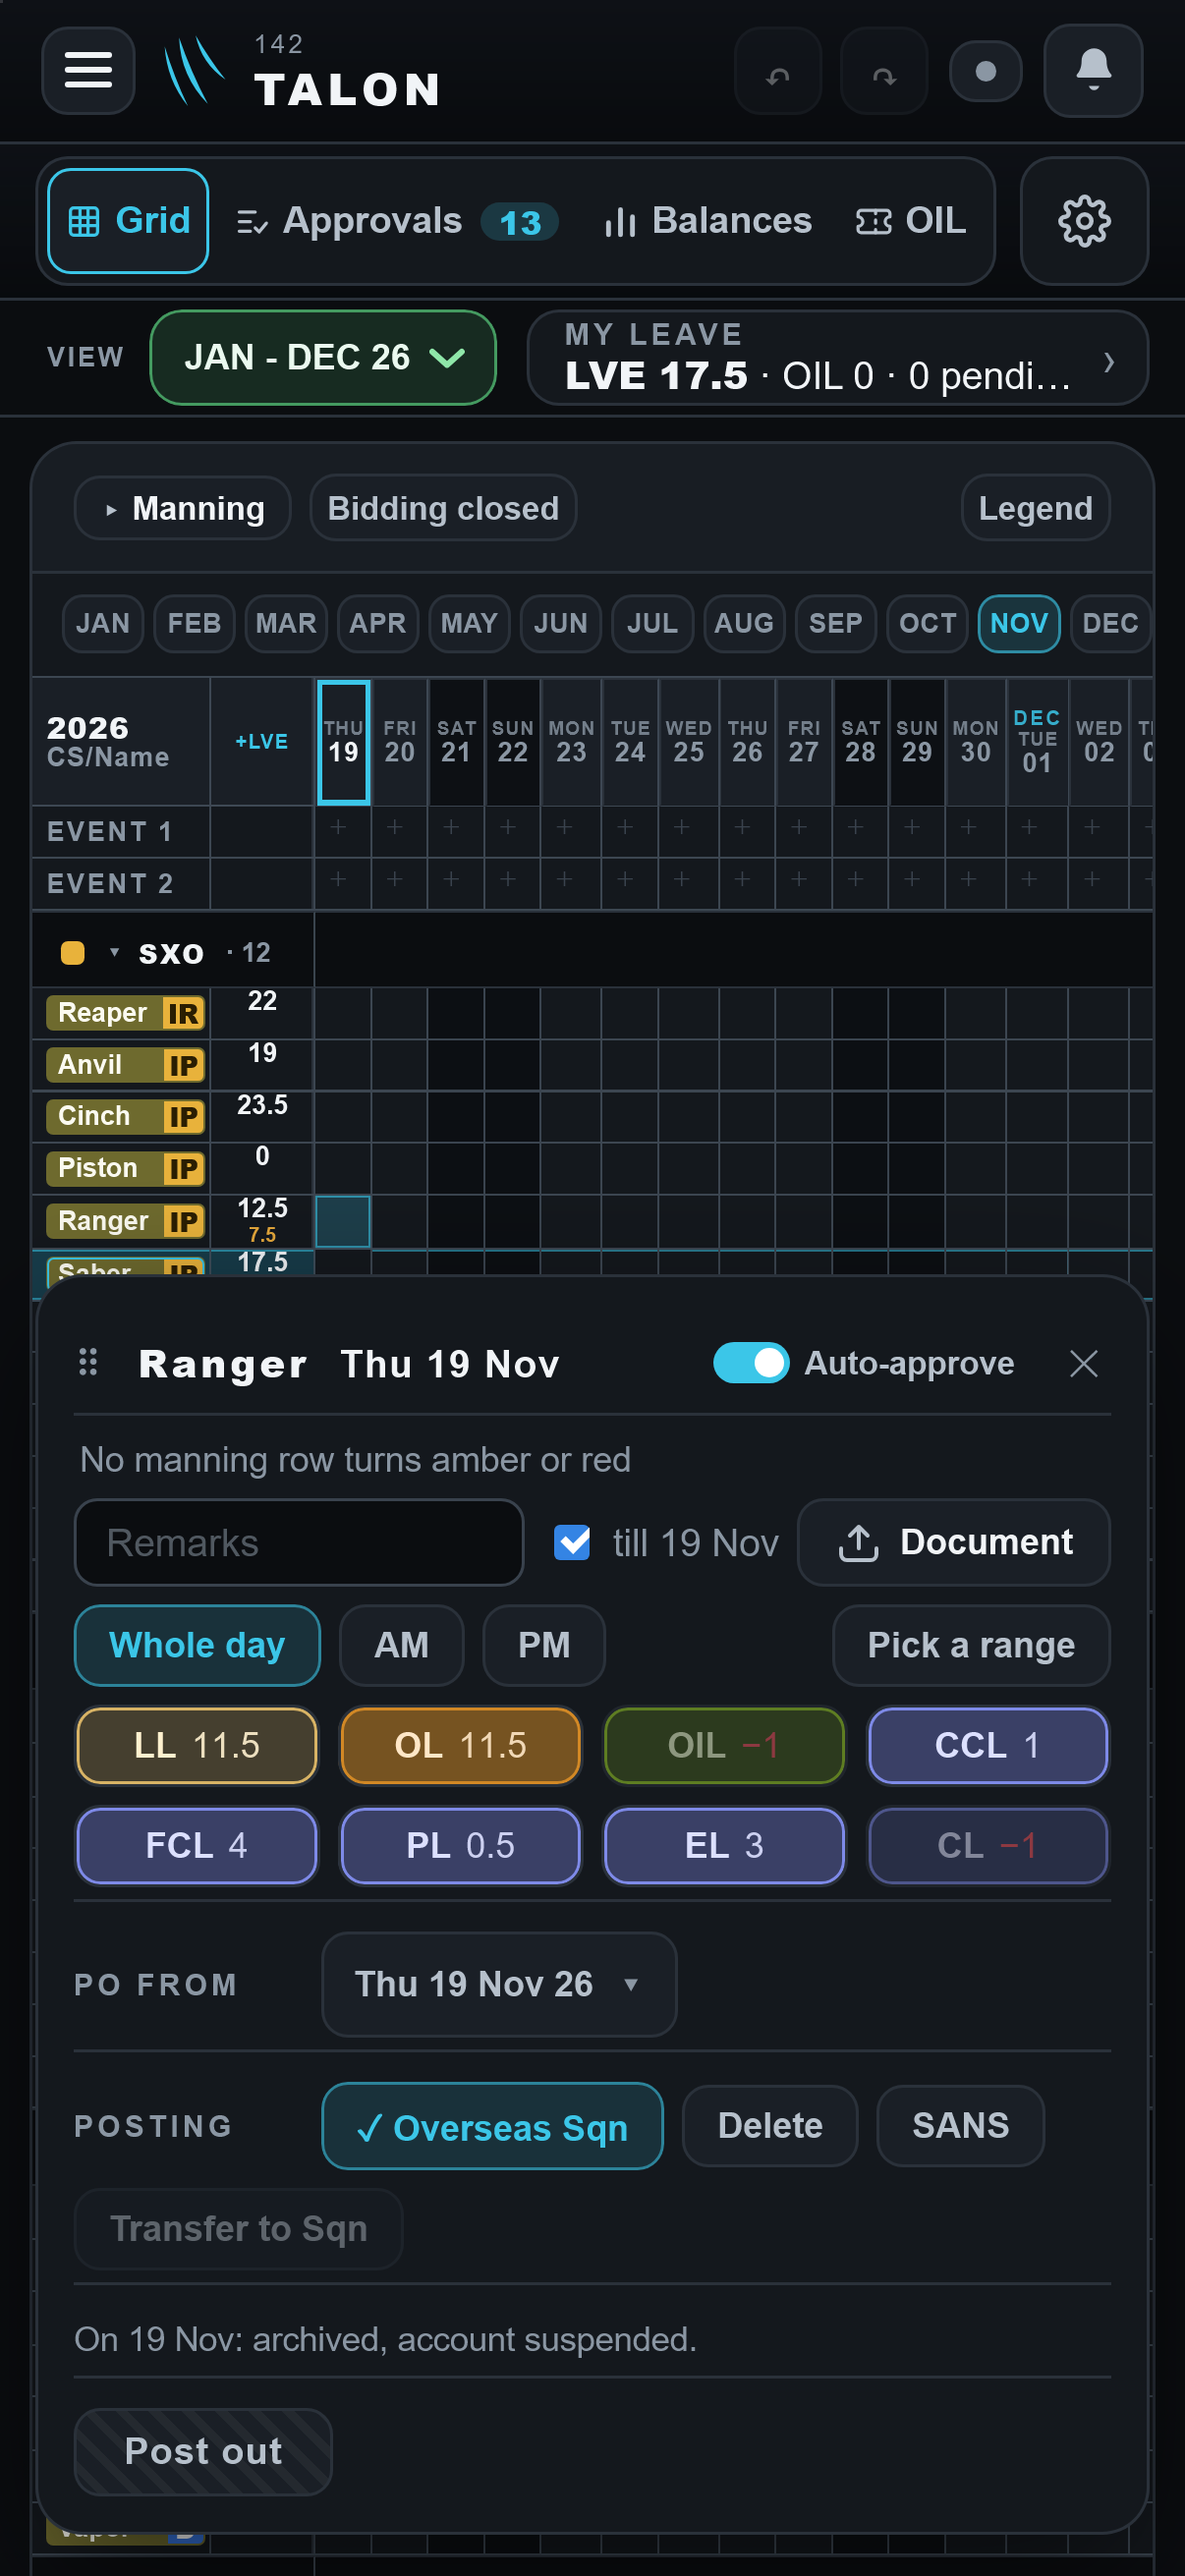 142
TALON
Grid Approvals 13 Balances OIL
VIEW JAN - DEC 26
MY LEAVE
LVE 17.5 · OIL 0 · 0 pendi…
Manning Bidding closed Legend
JAN FEB MAR APR MAY JUN JUL AUG SEP OCT NOV DEC
2026
CS/Name
+LVE
THU 19 FRI 20 SAT 21 SUN 22 MON 23 TUE 24 WED 25 THU 26 FRI 27 SAT 28 SUN 29 MON 30 DEC TUE 01 WED 02
EVENT 1 + + + + + + + + + + + + + +
EVENT 2 + + + + + + + + + + + + + +
SXO · 12
Reaper IR 22
Anvil IP 19
Cinch IP 23.5
Piston IP 0
Ranger IP 12.5
7.5
Saber IP 17.5
Ranger Thu 19 Nov Auto-approve
No manning row turns amber or red
Remarks till 19 Nov Document
Whole day AM PM Pick a range
LL 11.5 OL 11.5 OIL −1 CCL 1
FCL 4 PL 0.5 EL 3 CL −1
PO FROM Thu 19 Nov 26
POSTING ✓ Overseas Sqn Delete SANS
Transfer to Sqn
On 19 Nov: archived, account suspended.
Post out